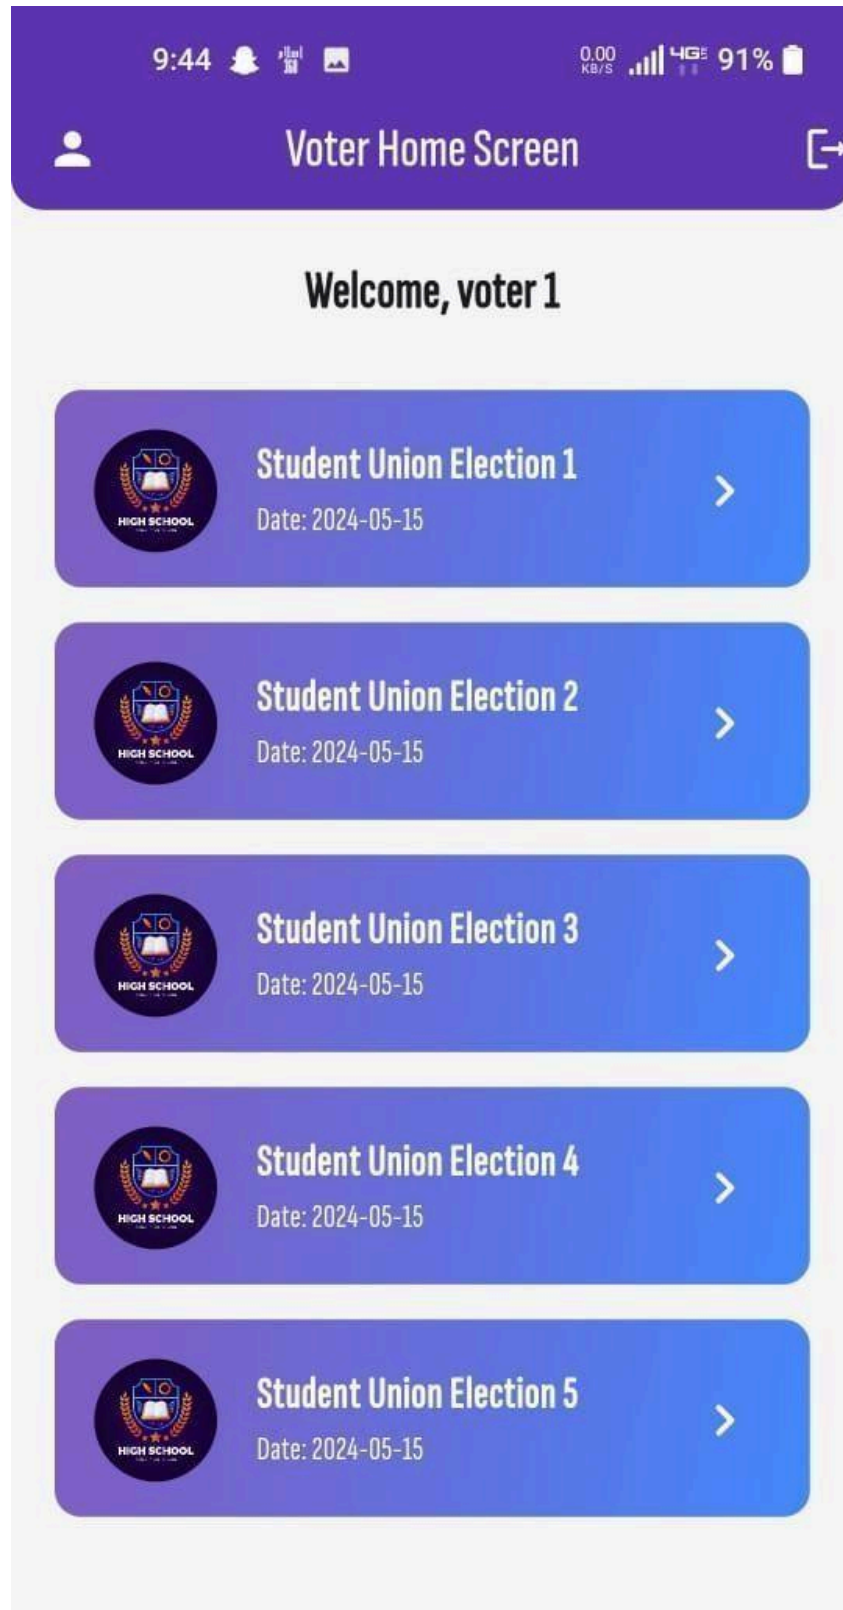 9:44
0.00
KB/S
4G 91%
Voter Home Screen
Welcome, voter 1
HIGH SCHOOL
Student Union Election 1
Date: 2024-05-15
HIGH SCHOOL
Student Union Election 2
Date: 2024-05-15
HIGH SCHOOL
Student Union Election 3
Date: 2024-05-15
HIGH SCHOOL
Student Union Election 4
Date: 2024-05-15
HIGH SCHOOL
Student Union Election 5
Date: 2024-05-15